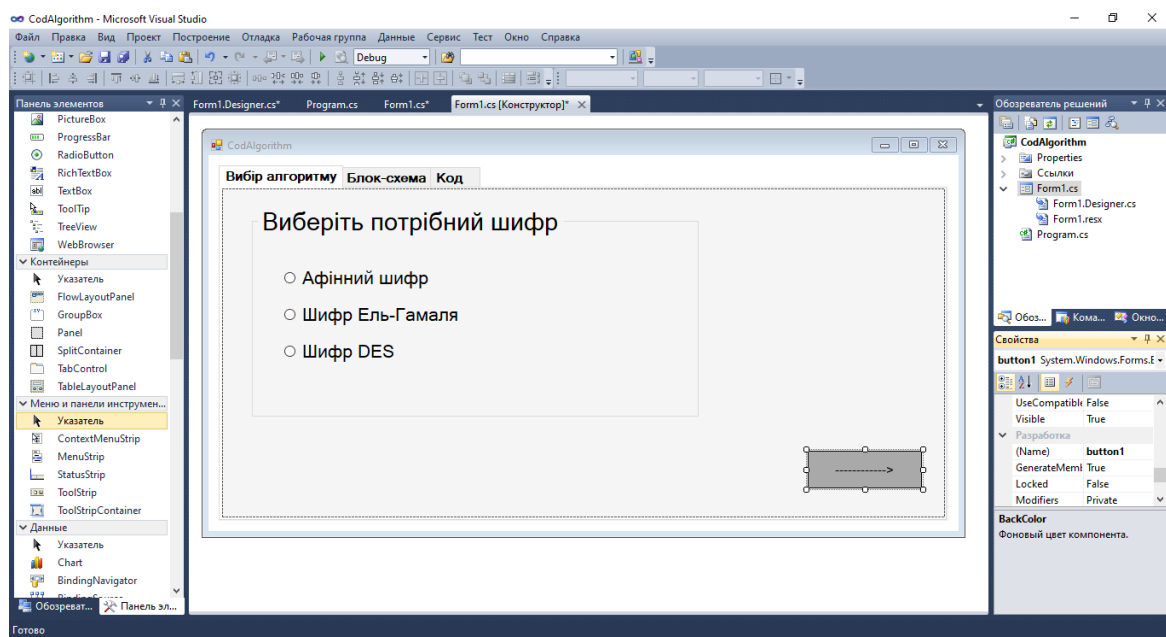 CodAlgorithm - Microsoft Visual Studio
Файл Правка Вид Проект Построение Отладка Рабочая группа Данные Сервис Тест Окно Справка
Debug
Панель элементов
Form1.Designer.cs* Program.cs Form1.cs* Form1.cs [Конструктор]*
Обозреватель решений
PictureBox
ProgressBar
RadioButton
RichTextBox
TextBox
ToolTip
TreeView
WebBrowser
Контейнеры
Указатель
FlowLayoutPanel
GroupBox
Panel
SplitContainer
TabControl
TableLayoutPanel
Меню и панели инструмен...
Указатель
ContextMenuStrip
MenuStrip
StatusStrip
ToolStrip
ToolStripContainer
Данные
Указатель
Chart
BindingNavigator
Обозреват... Панель эл...
CodAlgorithm
Вибір алгоритму Блок-схема Код
Виберіть потрібний шифр
Афінний шифр
Шифр Ель-Гамаля
Шифр DES
------------>
CodAlgorithm
Properties
Ссылки
Form1.cs
Form1.Designer.cs
Form1.resx
Program.cs
Обоз... Кома... Окно...
Свойства
button1 System.Windows.Forms.E
UseCompatible False
Visible True
Разработка
(Name) button1
GenerateMemb True
Locked False
Modifiers Private
BackColor
Фоновый цвет компонента.
Готово